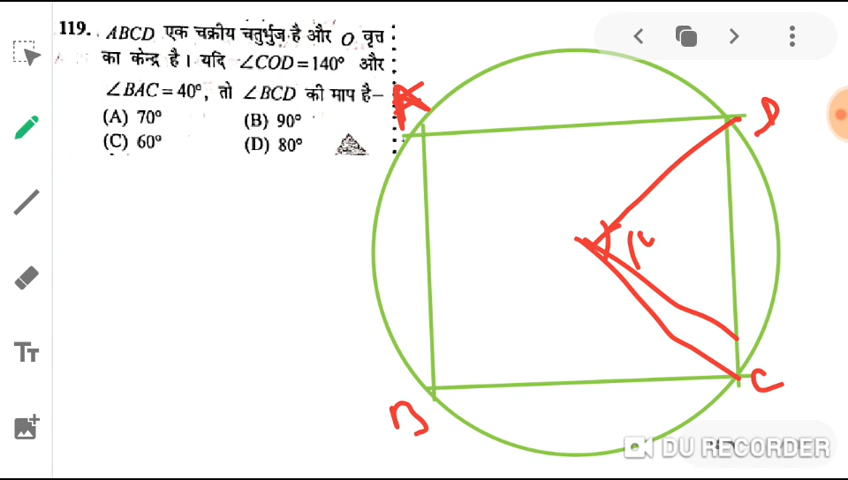 119. ABCD एक चक्रीय चतुर्भुज है और O वृत्त
का केन्द्र है। यदि ∠COD = 140° और
∠BAC = 40°, तो ∠BCD की माप है–
(A) 70° (B) 90°
(C) 60° (D) 80°
A
D
B
C
Tт
DU RECORDER